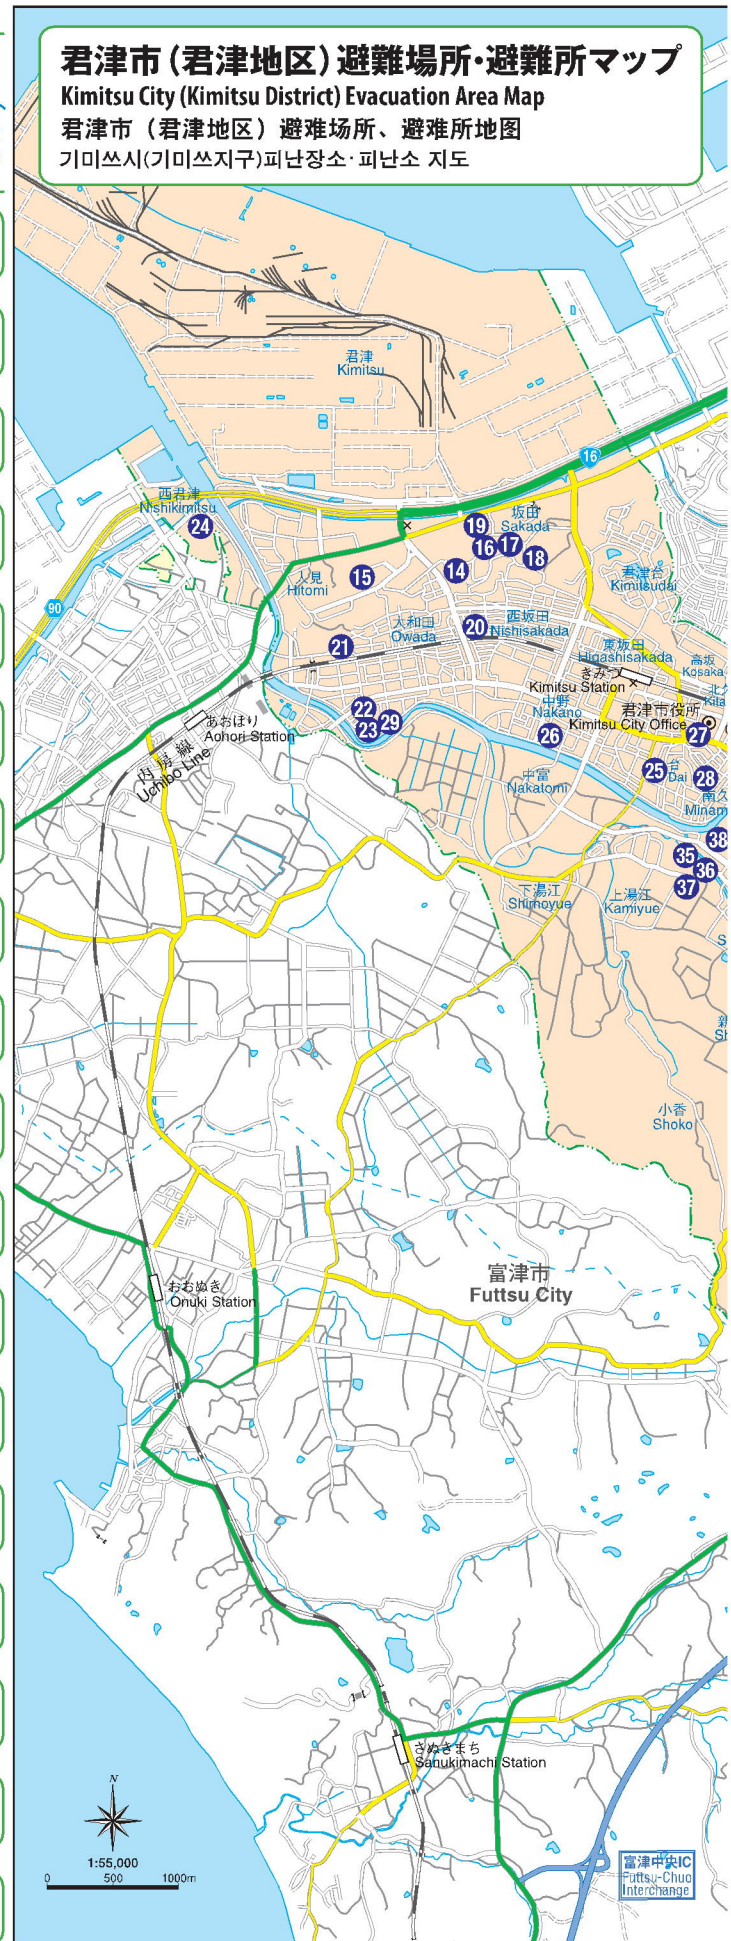 君津市（君津地区）避難場所・避難所マップ
Kimitsu City (Kimitsu District) Evacuation Area Map
君津市（君津地区）避难场所、避难所地图
기미쓰시(기미쓰지구)피난장소·피난소 지도
君津
Kimitsu
16
西君津
Nishikimitsu
24
坂田
Sakada
19
16
17
18
14
15
人見
Hitomi
君津台
Kimitsudai
90
大和田
Owada
20
西坂田
Nishisakada
21
東坂田
Higashisakada
高坂
Kosaka
きみつ
Kimitsu Station
君津市役所
Kimitsu City Office
27
中野
Nakano
26
22
23
29
あおほり
Aohori Station
内房線
Uchibo Line
25
台
Dai
28
中富
Nakatomi
38
35
36
37
下湯江
Shimoyue
上湯江
Kamiyue
小香
Shoko
富津市
Futtsu City
おおぬき
Onuki Station
さぬきまち
Sanukimachi Station
N
1:55,000
0 500 1000m
富津中央IC
Futtsu-Chuo
Interchange